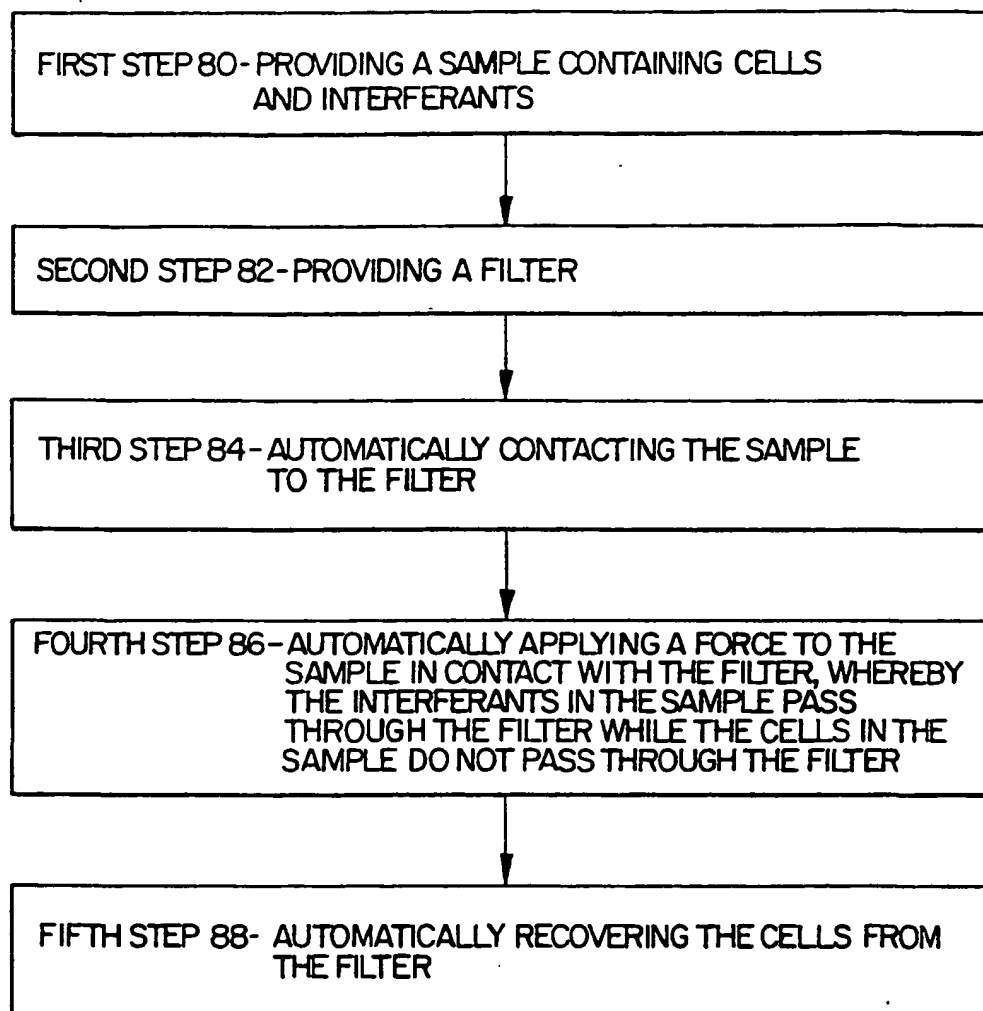 FIRST STEP 80- PROVIDING A SAMPLE CONTAINING CELLS
AND INTERFERANTS
SECOND STEP 82- PROVIDING A FILTER
THIRD STEP 84- AUTOMATICALLY CONTACTING THE SAMPLE
TO THE FILTER
FOURTH STEP 86- AUTOMATICALLY APPLYING A FORCE TO THE
SAMPLE IN CONTACT WITH THE FILTER, WHEREBY
THE INTERFERANTS IN THE SAMPLE PASS
THROUGH THE FILTER WHILE THE CELLS IN THE
SAMPLE DO NOT PASS THROUGH THE FILTER
FIFTH STEP 88- AUTOMATICALLY RECOVERING THE CELLS FROM
THE FILTER